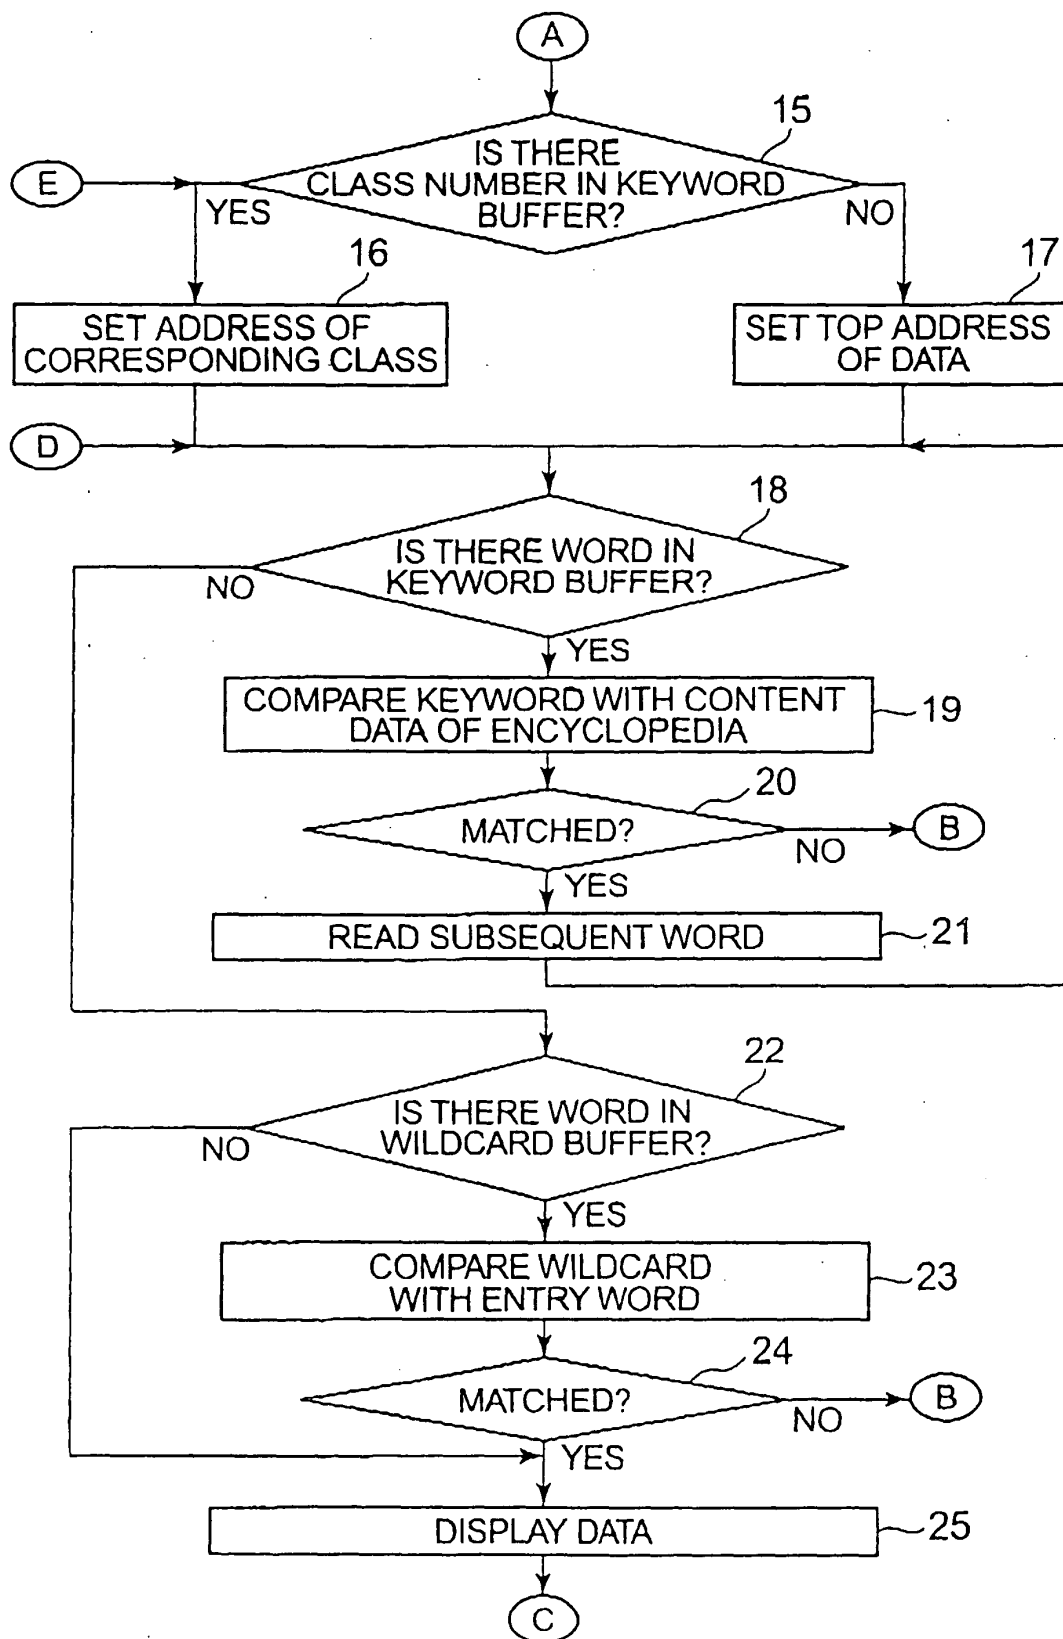 A
15
IS THERE
CLASS NUMBER IN KEYWORD
BUFFER?
E
YES
NO
16
17
SET ADDRESS OF
CORRESPONDING CLASS
SET TOP ADDRESS
OF DATA
D
18
IS THERE WORD IN
KEYWORD BUFFER?
NO
YES
COMPARE KEYWORD WITH CONTENT
DATA OF ENCYCLOPEDIA
19
20
MATCHED?
NO
B
YES
READ SUBSEQUENT WORD
21
22
IS THERE WORD IN
WILDCARD BUFFER?
NO
YES
COMPARE WILDCARD
WITH ENTRY WORD
23
24
MATCHED?
NO
B
YES
DISPLAY DATA
25
C